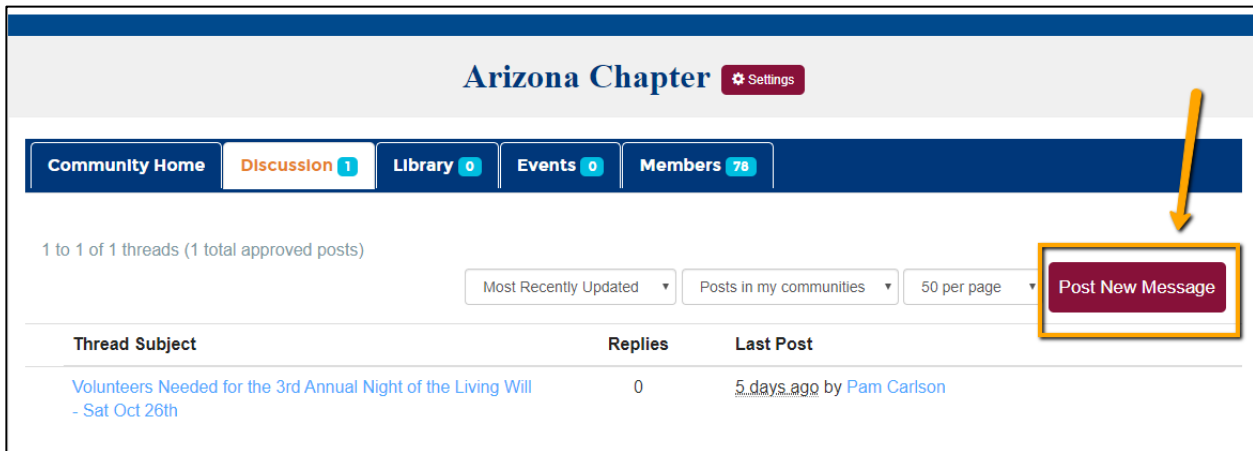 Arizona Chapter Settings
Community Home Discussion 1 Library 0 Events 0 Members 78
1 to 1 of 1 threads (1 total approved posts)
Most Recently Updated Posts in my communities 50 per page Post New Message
Thread Subject Replies Last Post
Volunteers Needed for the 3rd Annual Night of the Living Will 0 5 days ago by Pam Carlson
- Sat Oct 26th